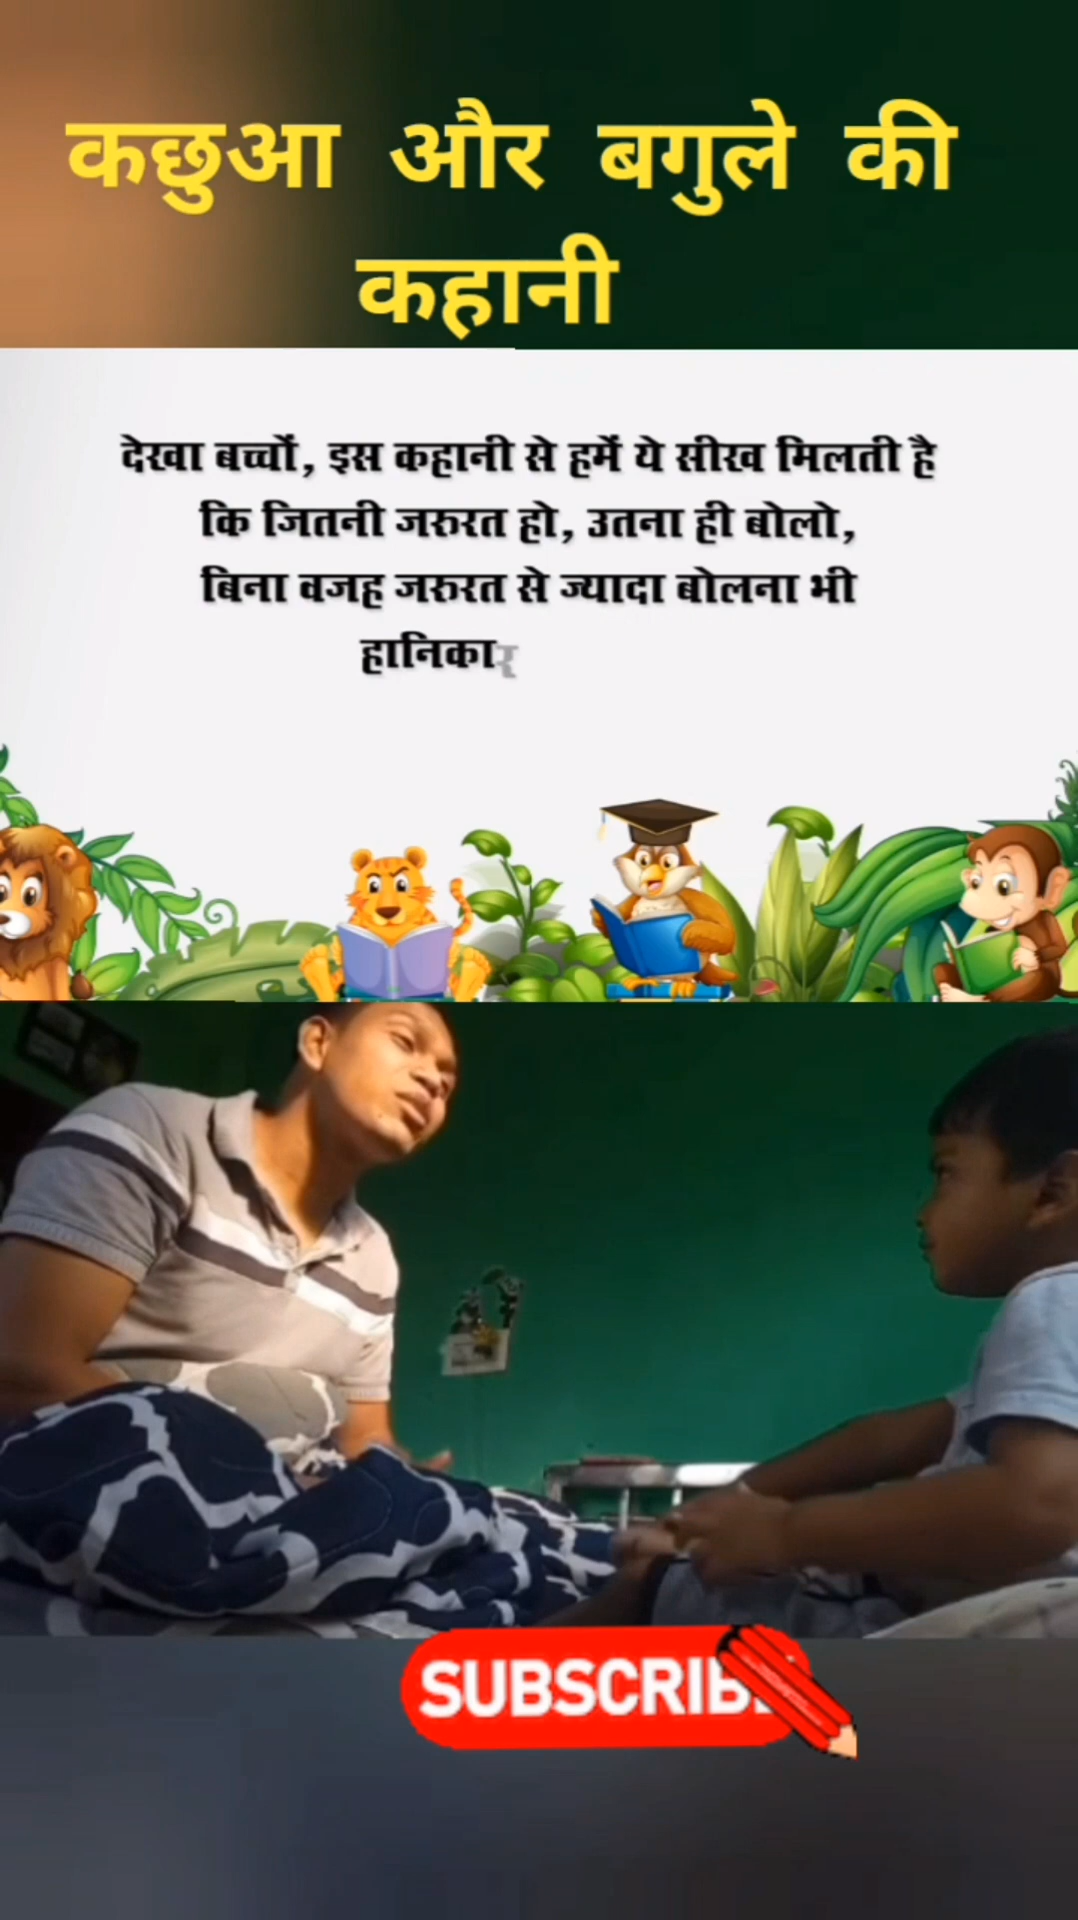 कछुआ और बगुले की
कहानी
देखा बच्चों, इस कहानी से हमें ये सीख मिलती है
कि जितनी जरुरत हो, उतना ही बोलो,
बिना वजह जरुरत से ज्यादा बोलना भी
हानिकार
SUBSCRIB